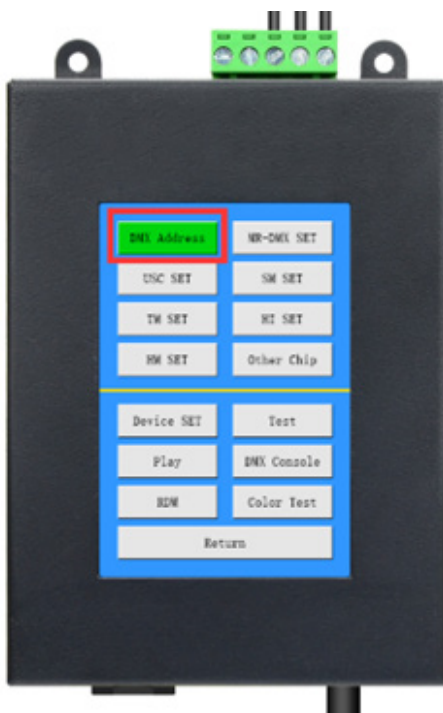 DMX Address
NR-DMX SET
USC SET
SM SET
TM SET
HI SET
HM SET
Other Chip
Device SET
Test
Play
DMX Console
RDM
Color Test
Return